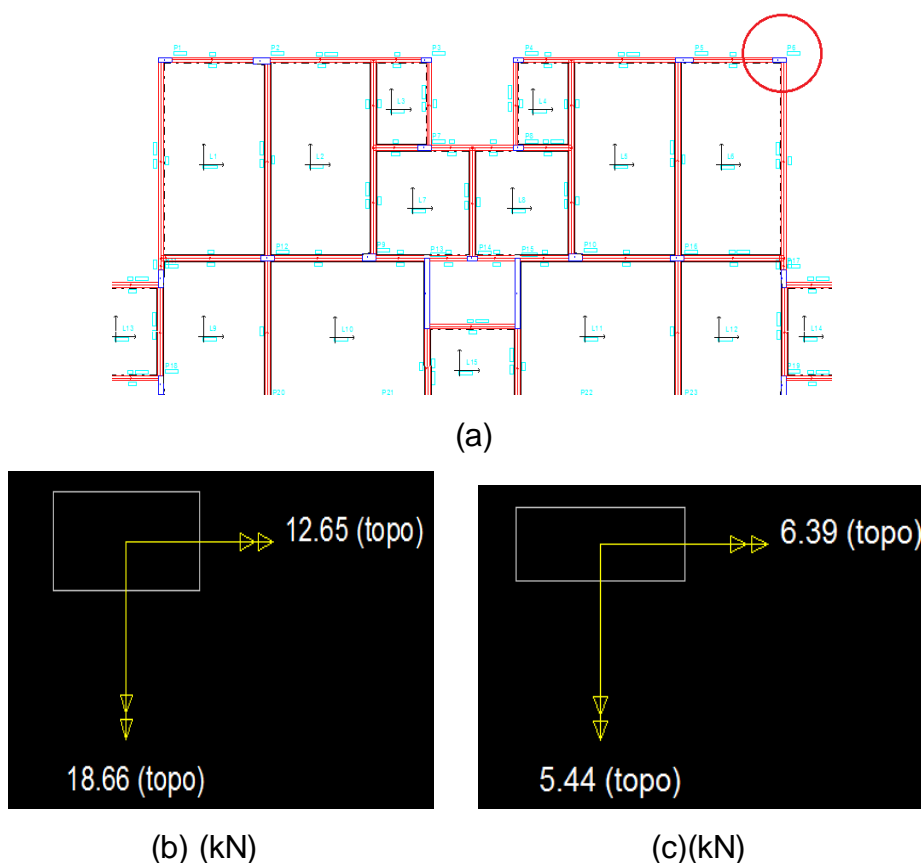 P1 P2 P3 P4 P5 P6
L3 L4
P7 P8
L1 L2 L5 L6
L7 L8
P12 P9 P13 P14 P10 P17
L13 L9 L10 L11 L12 L14
L15
P20 P21 P22 P23
(a)
12.65 (topo)
18.66 (topo)
6.39 (topo)
5.44 (topo)
(b) (kN)
(c)(kN)